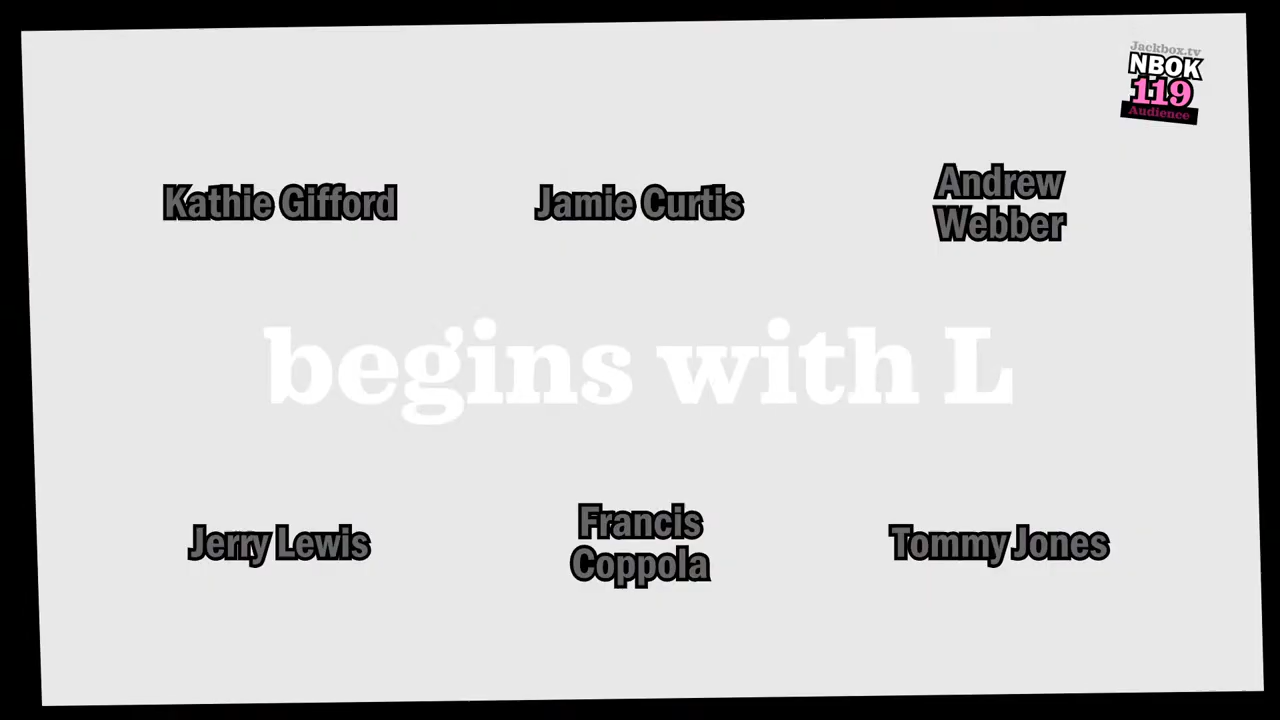 Jackbox.tv
NBOK
119
Audience
Kathie Gifford
Jamie Curtis
Andrew
Webber
begins with L
Jerry Lewis
Francis
Coppola
Tommy Jones